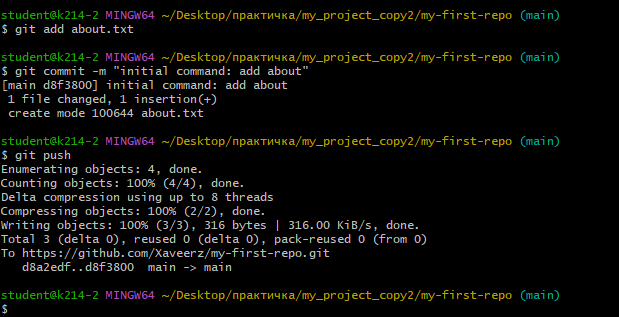 student@k214-2 MINGW64 ~/Desktop/практичка/my_project_copy2/my-first-repo (main)
$ git add about.txt
student@k214-2 MINGW64 ~/Desktop/практичка/my_project_copy2/my-first-repo (main)
$ git commit -m "initial command: add about"
[main d8f3800] initial command: add about
 1 file changed, 1 insertion(+)
 create mode 100644 about.txt
student@k214-2 MINGW64 ~/Desktop/практичка/my_project_copy2/my-first-repo (main)
$ git push
Enumerating objects: 4, done.
Counting objects: 100% (4/4), done.
Delta compression using up to 8 threads
Compressing objects: 100% (2/2), done.
Writing objects: 100% (3/3), 316 bytes | 316.00 KiB/s, done.
Total 3 (delta 0), reused 0 (delta 0), pack-reused 0 (from 0)
To https://github.com/Xaveerz/my-first-repo.git
   d8a2edf..d8f3800  main -> main
student@k214-2 MINGW64 ~/Desktop/практичка/my_project_copy2/my-first-repo (main)
$